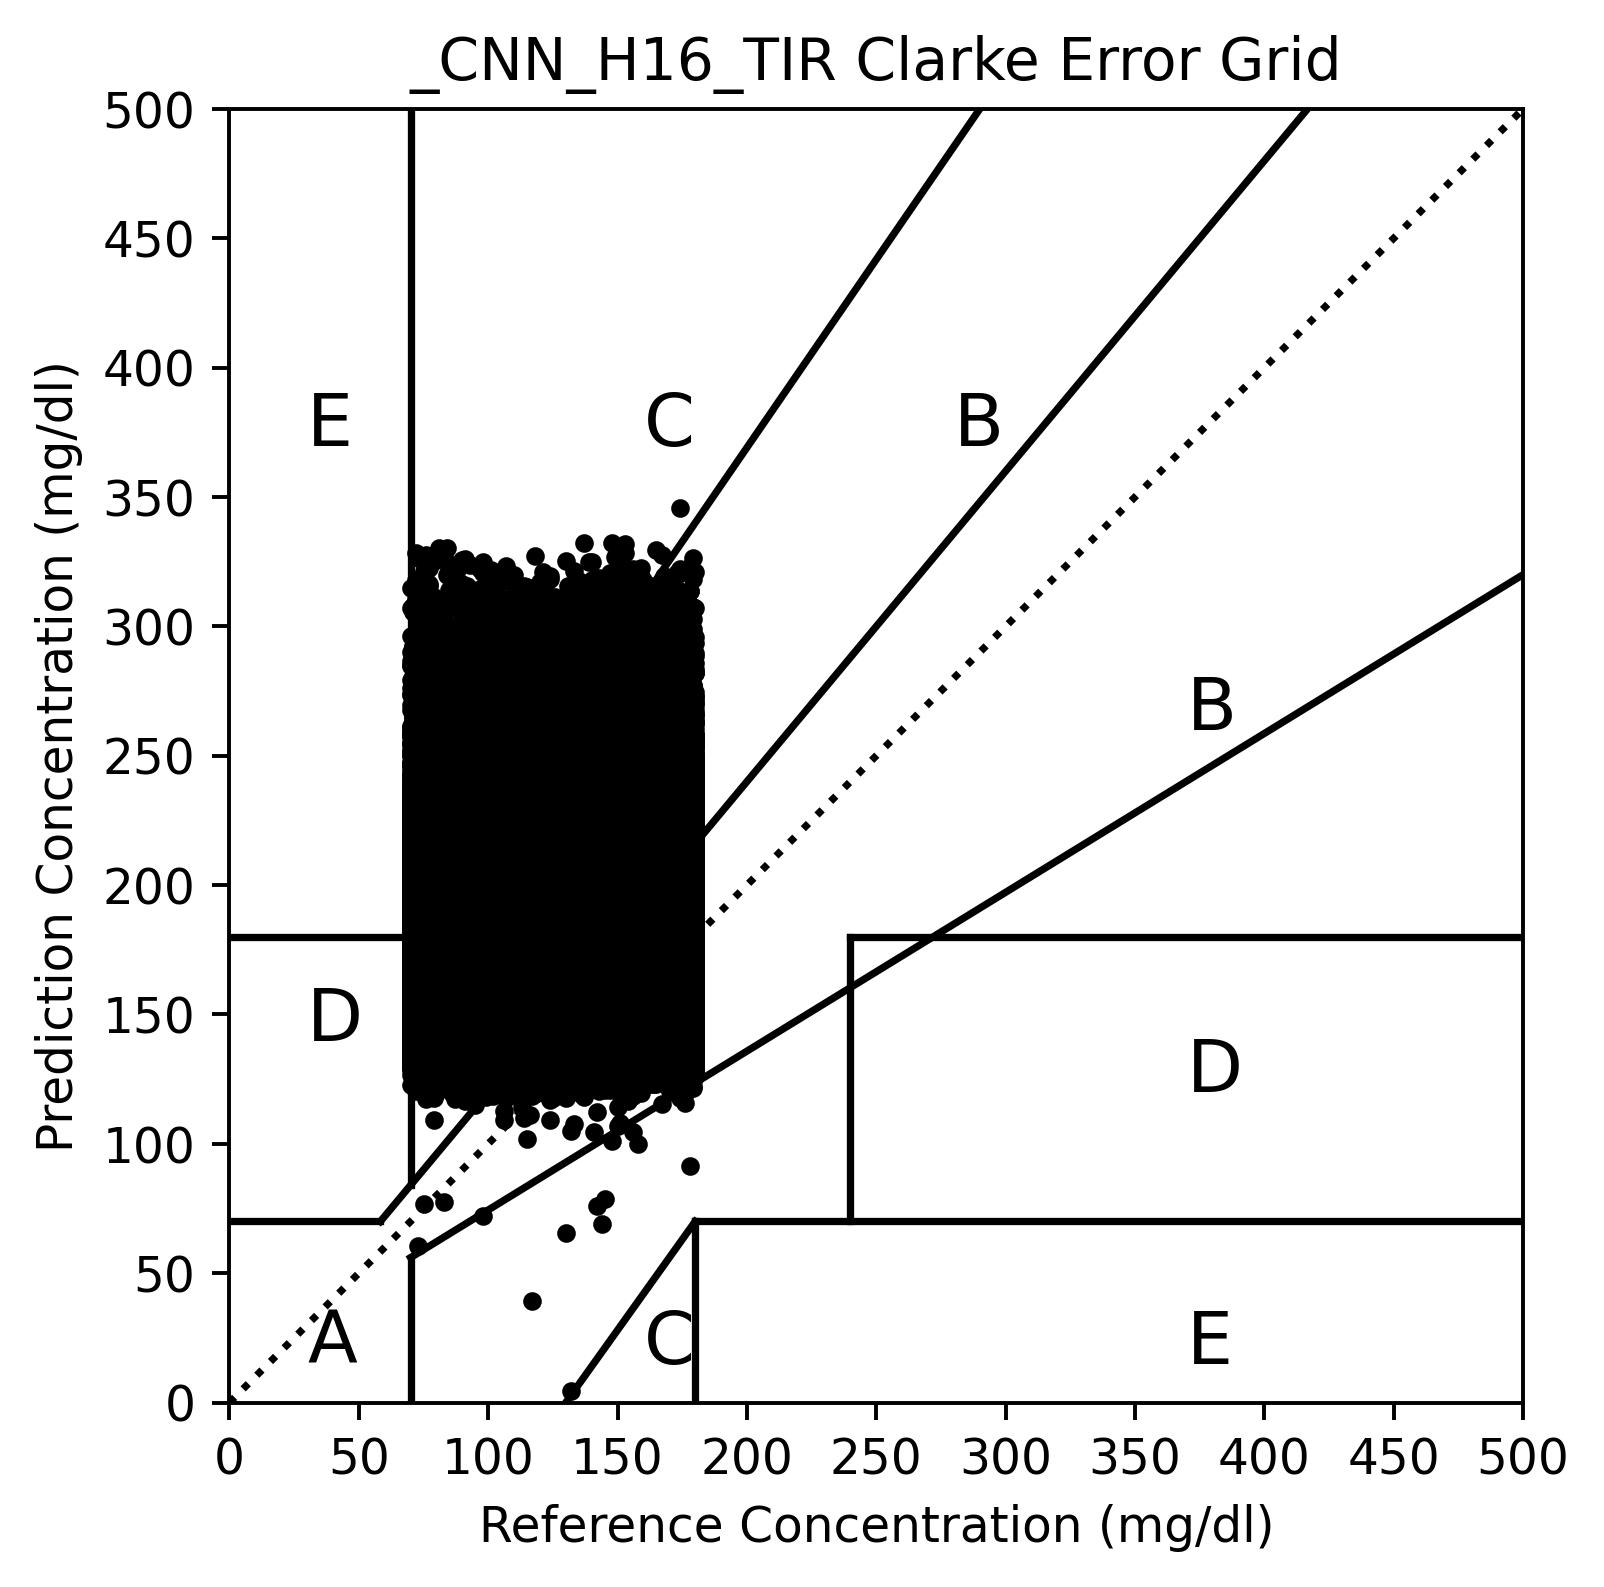 _CNN_H16_TIR Clarke Error Grid
500
450
400
350
300
250
200
150
100
50
0
Prediction Concentration (mg/dl)
E
C
B
B
D
D
A
C
E
0 50 100 150 200 250 300 350 400 450 500
Reference Concentration (mg/dl)